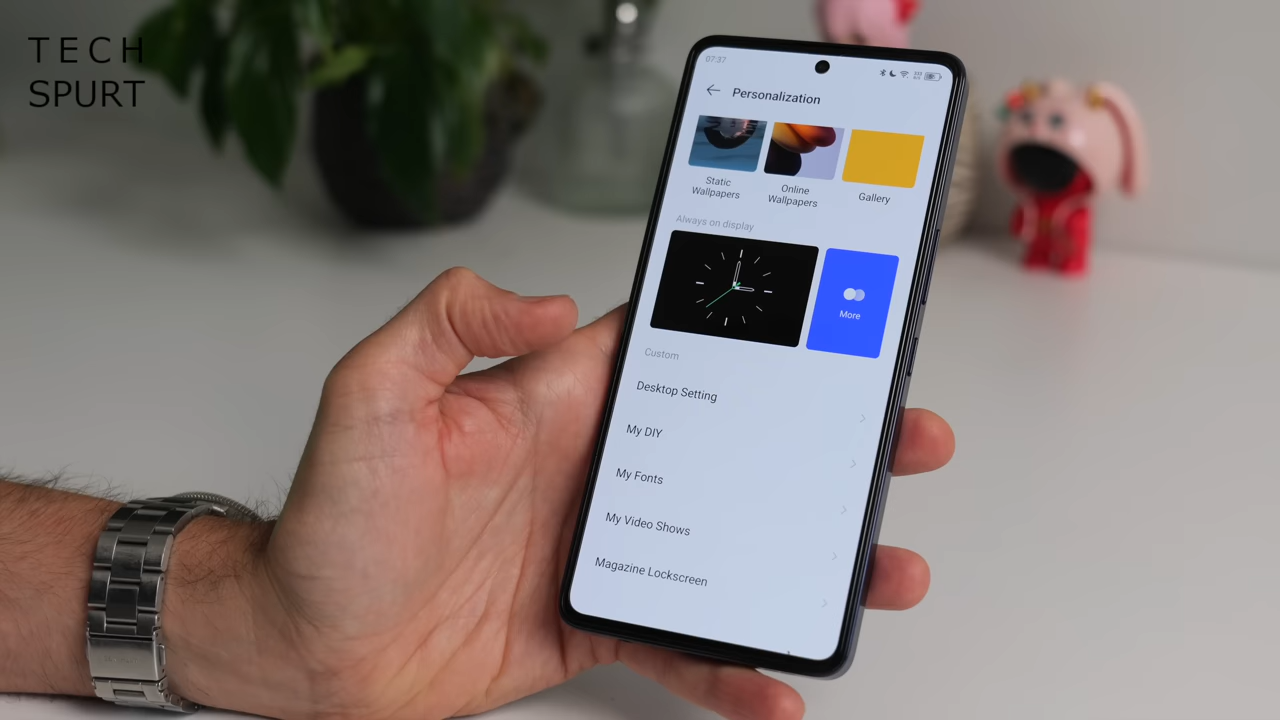 TECH
SPURT
07:37
Personalization
Static
Wallpapers
Online
Wallpapers
Gallery
Always on display
More
Custom
Desktop Setting
My DIY
My Fonts
My Video Shows
Magazine Lockscreen